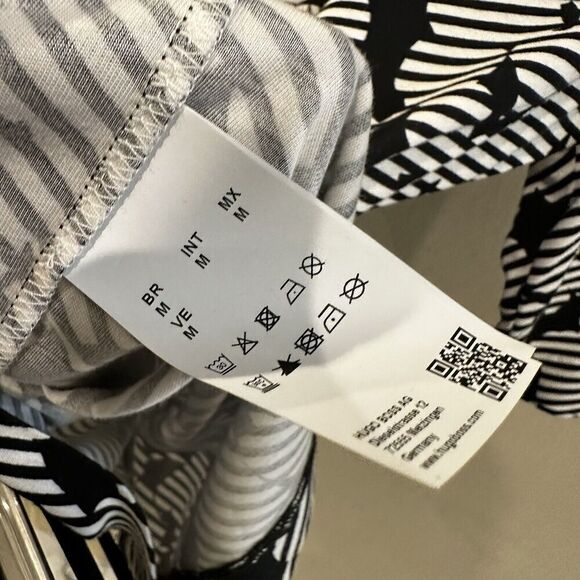 BR
M
INT
M
MX
M
VE
M
HUGO BOSS AG
Dieselstrasse 12
72555 Metzingen
Germany
www.hugoboss.com